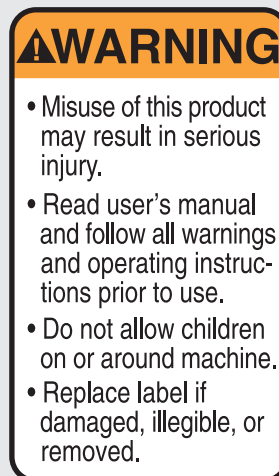 WARNING
• Misuse of this product
may result in serious
injury.
• Read user’s manual
and follow all warnings
and operating instruc-
tions prior to use.
• Do not allow children
on or around machine.
• Replace label if
damaged, illegible, or
removed.